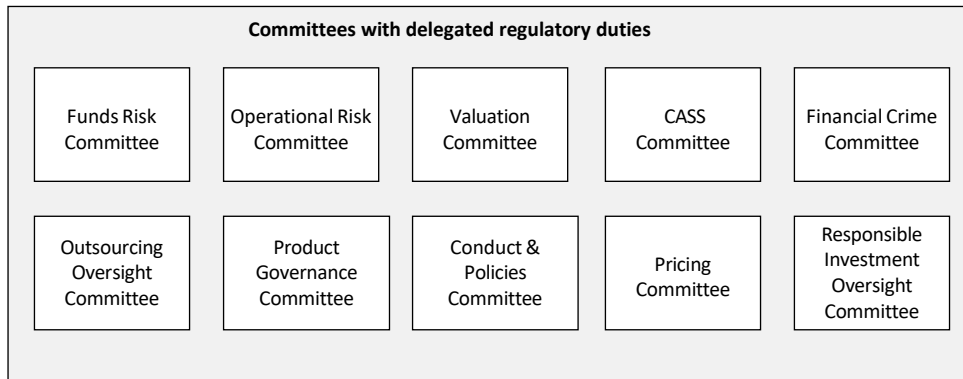 Committees with delegated regulatory duties
Funds Risk
Committee
Operational Risk
Committee
Valuation
Committee
CASS
Committee
Financial Crime
Committee
Outsourcing
Oversight
Committee
Product
Governance
Committee
Conduct &
Policies
Committee
Pricing
Committee
Responsible
Investment
Oversight
Committee